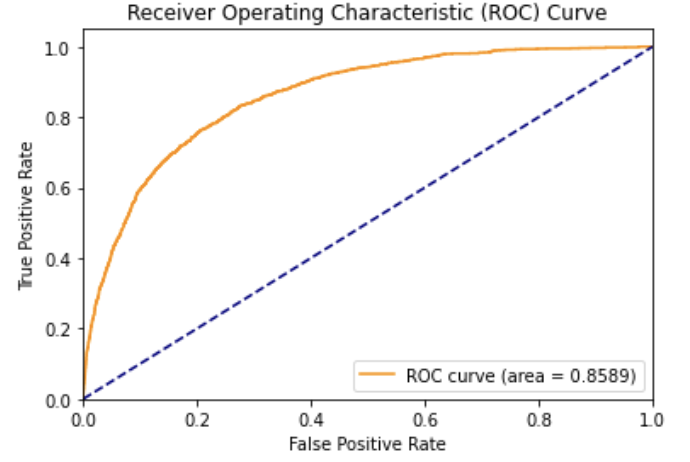 Receiver Operating Characteristic (ROC) Curve
1.0
0.8
0.6
0.4
0.2
0.0
True Positive Rate
ROC curve (area = 0.8589)
0.0 0.2 0.4 0.6 0.8 1.0
False Positive Rate